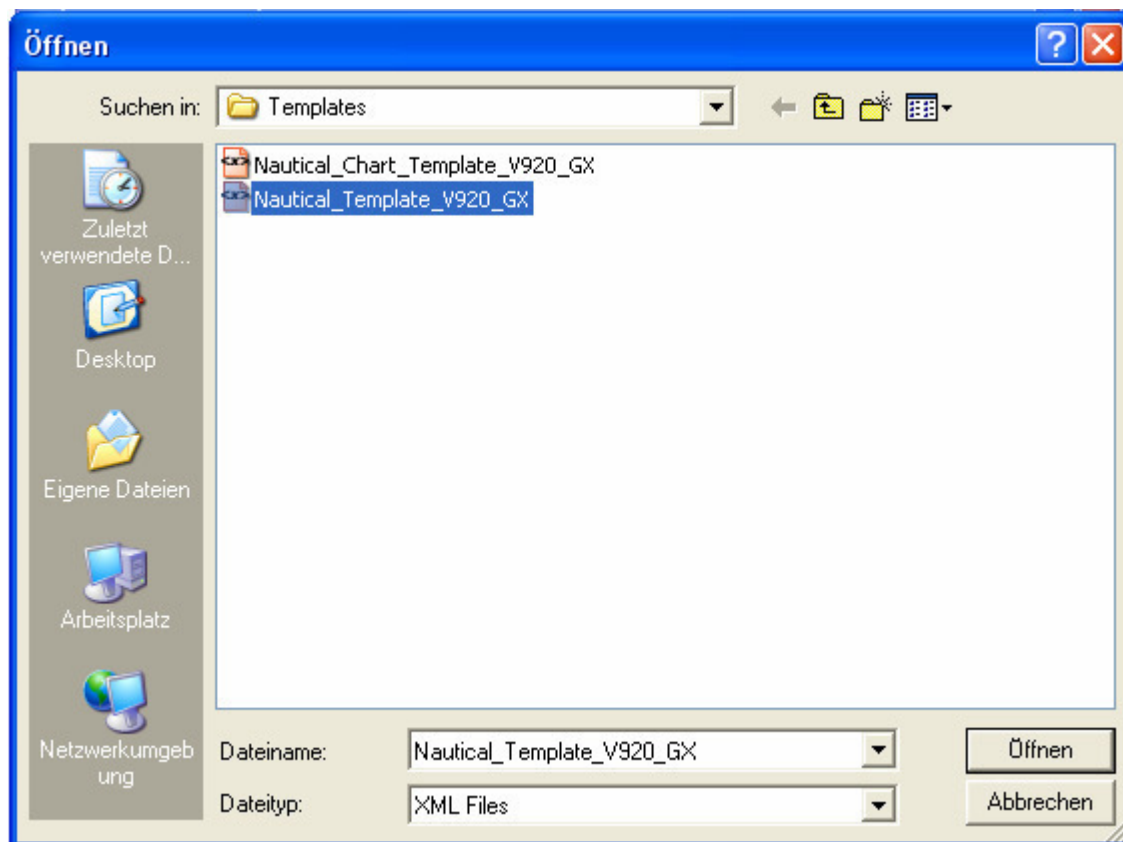 Öffnen
Suchen in:
Templates
Zuletzt
verwendete D...
Desktop
Eigene Dateien
Arbeitsplatz
Netzwerkumgeb
ung
Nautical_Chart_Template_V920_GX
Nautical_Template_V920_GX
Dateiname:
Nautical_Template_V920_GX
Öffnen
Dateityp:
XML Files
Abbrechen